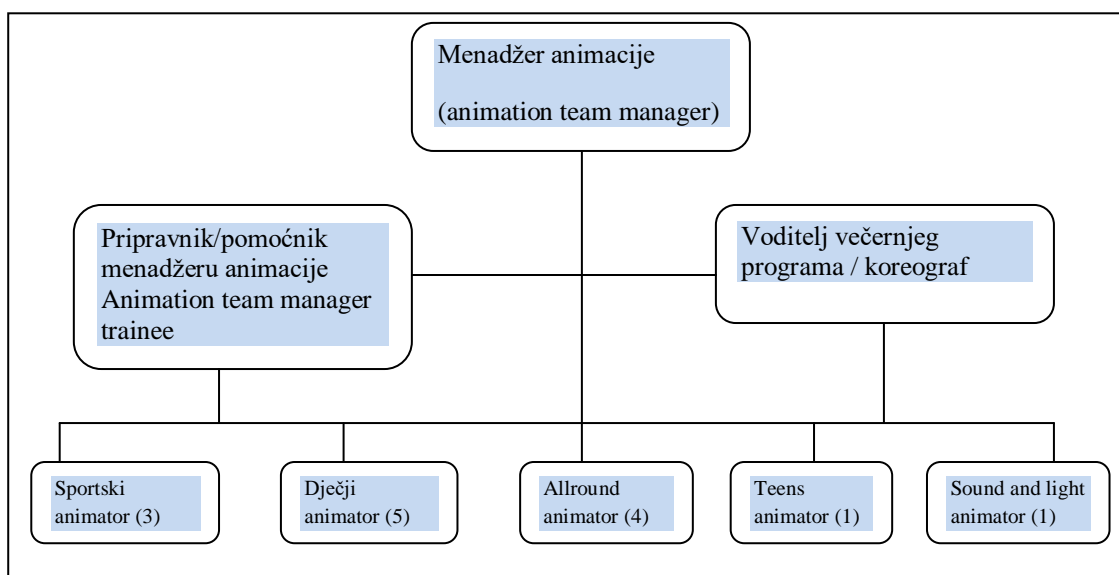 Menadžer animacije
(animation team manager)
Pripravnik/pomoćnik
menadžeru animacije
Animation team manager
trainee
Voditelj večernjeg
programa / koreograf
Sportski
animator (3)
Dječji
animator (5)
Allround
animator (4)
Teens
animator (1)
Sound and light
animator (1)